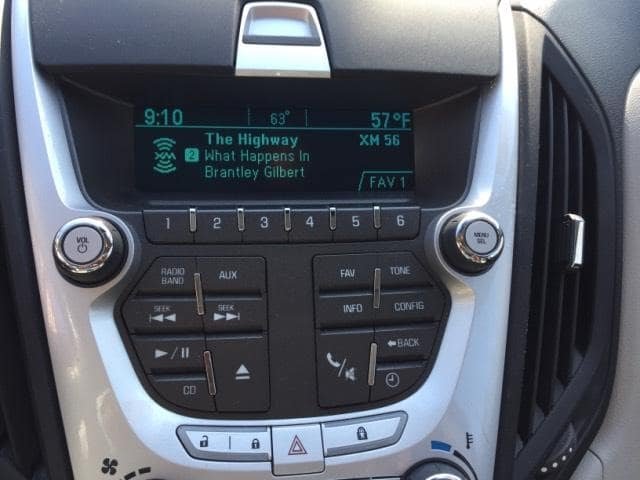 9:10 63° 57°F
The Highway XM 56
XM 2 What Happens In
Brantley Gilbert
FAV 1
1 2 3 4 5 6
VOL
MENU
SEL
RADIO
BAND AUX FAV TONE
SEEK SEEK INFO CONFIG
BACK
CD